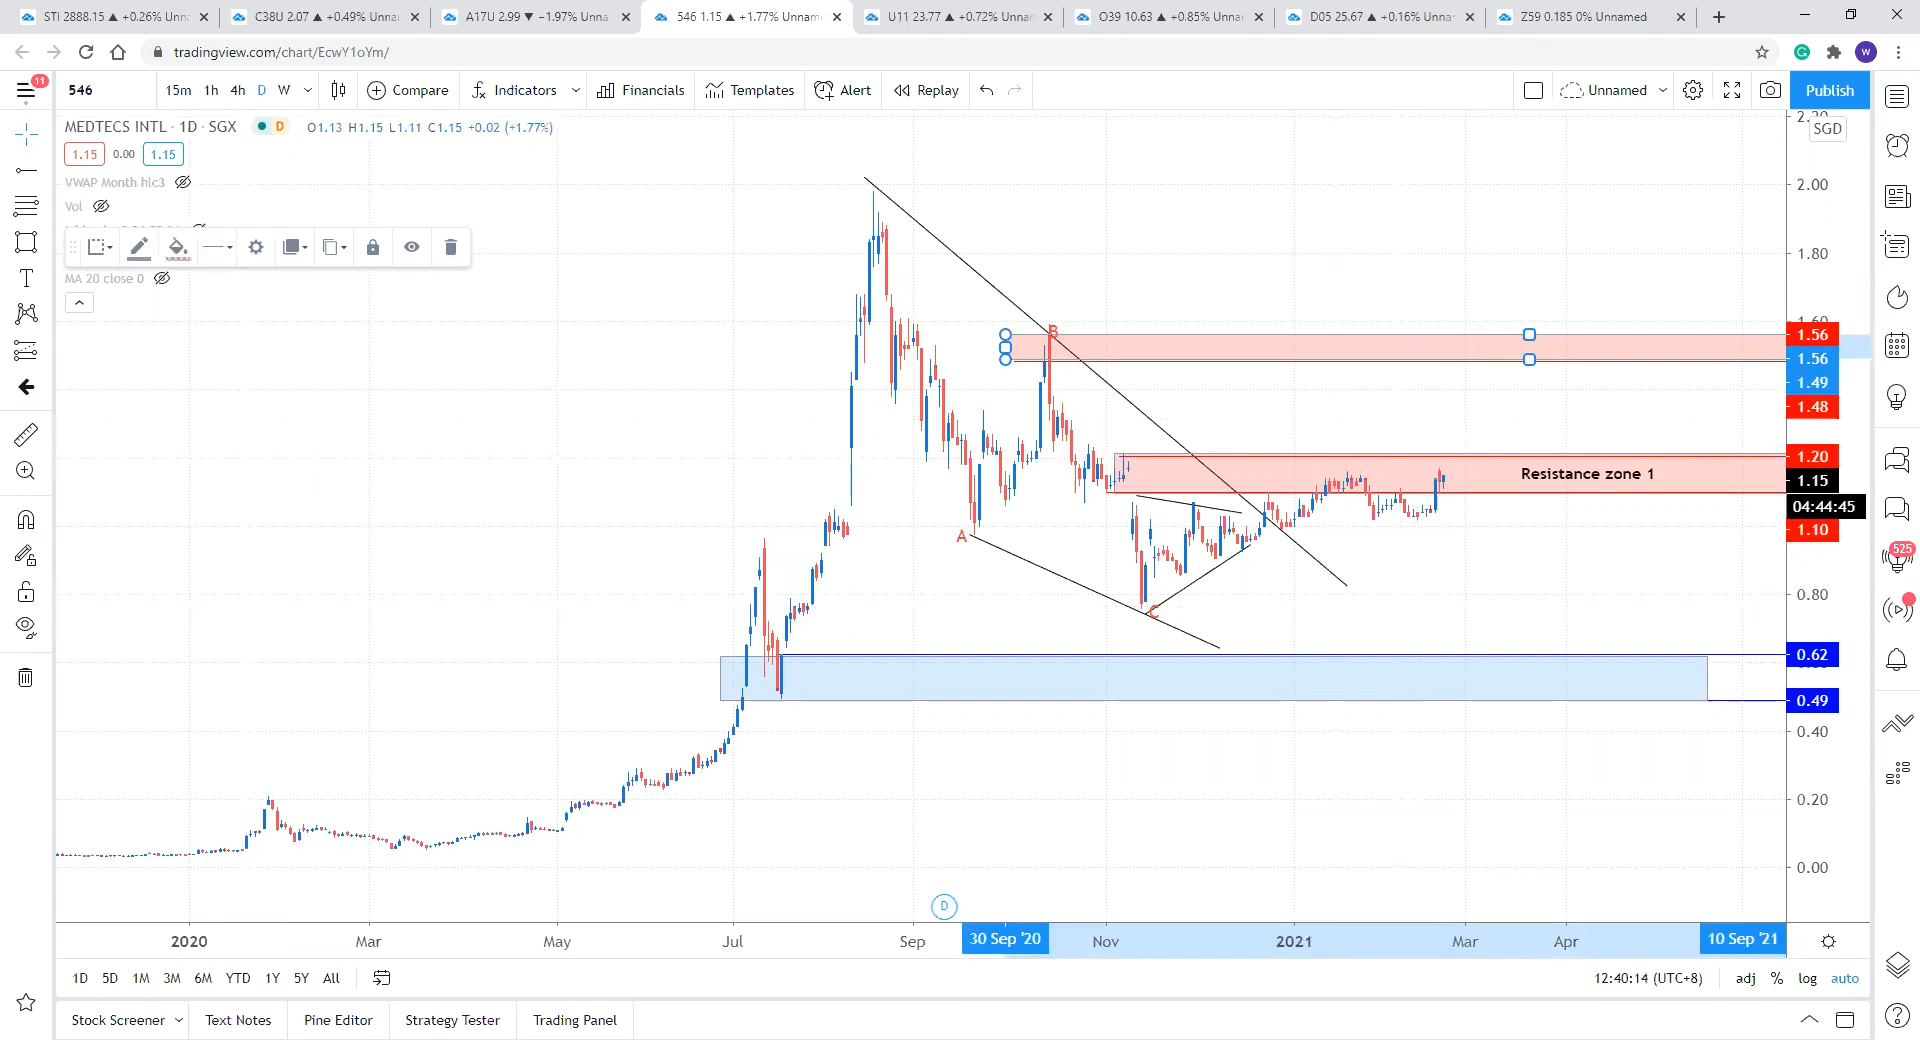 STI 2888.15 ▲ +0.26% Unn
C38U 2.07 ▲ +0.49% Unnar
A17U 2.99 ▼ −1.97% Unna
546 1.15 ▲ +1.77% Unnam
U11 23.77 ▲ +0.72% Unnan
O39 10.63 ▲ +0.85% Unnar
D05 25.67 ▲ +0.16% Unna
Z59 0.185 0% Unnamed
tradingview.com/chart/EcwY1oYm/
W
11
546
15m 1h 4h D W
Compare
Indicators
Financials
Templates
Alert
Replay
Unnamed
Publish
MEDTECS INTL · 1D · SGX
D
O1.13 H1.15 L1.11 C1.15 +0.02 (+1.77%)
SGD
1.15 0.00 1.15
VWAP Month hlc3
Vol
MA 20 close 0
2.00
1.80
1.56
1.56
1.49
1.48
1.20
1.15
04:44:45
1.10
0.80
0.62
0.49
0.40
0.20
0.00
B
Resistance zone 1
A
C
525
D
2020 Mar May Jul Sep 30 Sep '20 Nov 2021 Mar Apr 10 Sep '21
1D 5D 1M 3M 6M YTD 1Y 5Y All
12:40:14 (UTC+8)
adj % log auto
Stock Screener
Text Notes
Pine Editor
Strategy Tester
Trading Panel